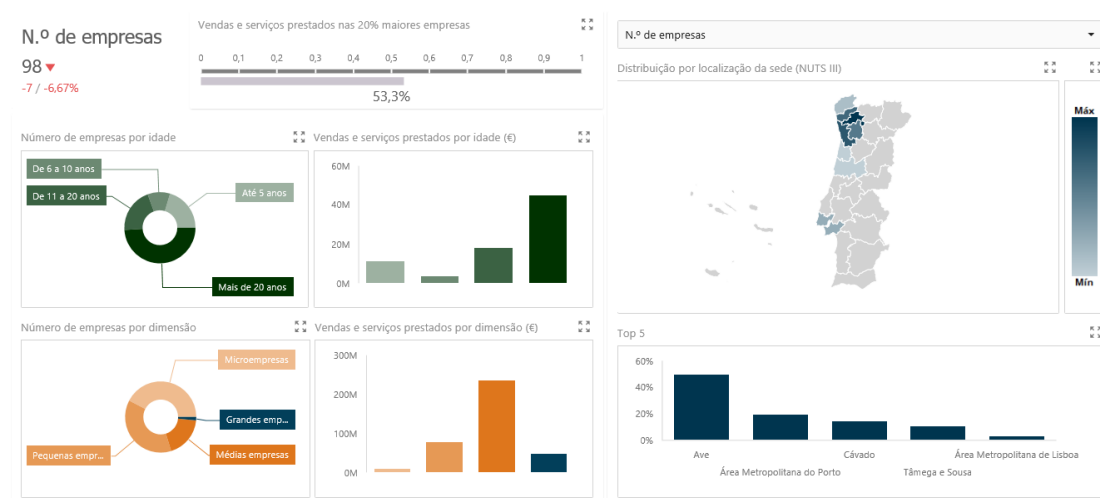 N.º de empresas
98
-7 / -6,67%
Vendas e serviços prestados nas 20% maiores empresas
0 0,1 0,2 0,3 0,4 0,5 0,6 0,7 0,8 0,9 1
53,3%
N.º de empresas
Distribuição por localização da sede (NUTS III)
Máx
Mín
Número de empresas por idade
De 6 a 10 anos
De 11 a 20 anos
Até 5 anos
Mais de 20 anos
Vendas e serviços prestados por idade (€)
60M
40M
20M
0M
Número de empresas por dimensão
Microempresas
Grandes emp...
Pequenas empr...
Médias empresas
Vendas e serviços prestados por dimensão (€)
300M
200M
100M
0M
Top 5
60%
40%
20%
0%
Ave
Área Metropolitana do Porto
Cávado
Tâmega e Sousa
Área Metropolitana de Lisboa